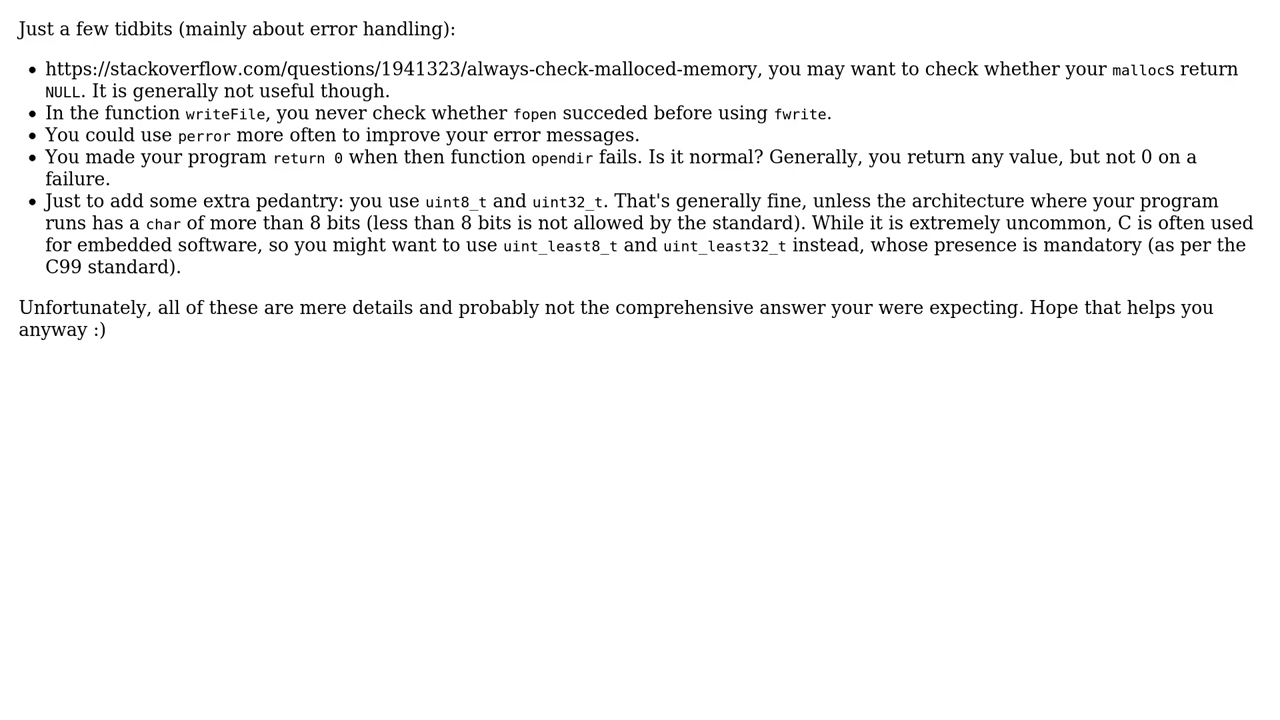 Just a few tidbits (mainly about error handling):
• https://stackoverflow.com/questions/1941323/always-check-malloced-memory, you may want to check whether your mallocs return
NULL. It is generally not useful though.
• In the function writeFile, you never check whether fopen succeded before using fwrite.
• You could use perror more often to improve your error messages.
• You made your program return 0 when then function opendir fails. Is it normal? Generally, you return any value, but not 0 on a
failure.
• Just to add some extra pedantry: you use uint8_t and uint32_t. That's generally fine, unless the architecture where your program
runs has a char of more than 8 bits (less than 8 bits is not allowed by the standard). While it is extremely uncommon, C is often used
for embedded software, so you might want to use uint_least8_t and uint_least32_t instead, whose presence is mandatory (as per the
C99 standard).
Unfortunately, all of these are mere details and probably not the comprehensive answer your were expecting. Hope that helps you
anyway :)